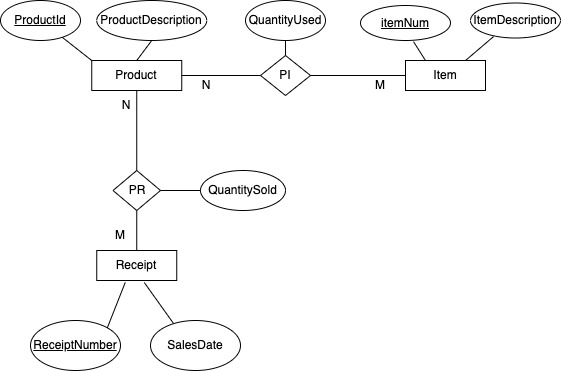 ProductId
ProductDescription
QuantityUsed
itemNum
ItemDescription
Product
N
PI
M
Item
N
PR
QuantitySold
M
Receipt
ReceiptNumber
SalesDate